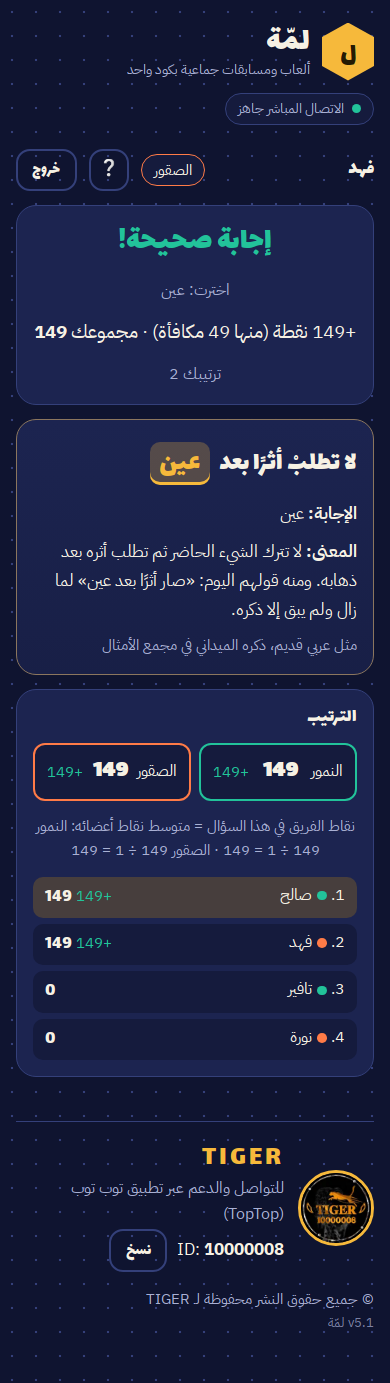 ل
لمّة
ألعاب ومسابقات جماعية بكود واحد
الاتصال المباشر جاهز
فهد
الصقور
?
خروج
إجابة صحيحة!
اخترت: عين
+149 نقطة (منها 49 مكافأة) · مجموعك 149
ترتيبك 2
لا تطلبْ أثرًا بعد عين
الإجابة: عين
المعنى: لا تترك الشيء الحاضر ثم تطلب أثره بعد
ذهابه. ومنه قولهم اليوم: «صار أثرًا بعد عين» لما
زال ولم يبق إلا ذكره.
مثل عربي قديم، ذكره الميداني في مجمع الأمثال
الترتيب
النمور 149 +149
الصقور 149 +149
نقاط الفريق في هذا السؤال = متوسط نقاط أعضائه: النمور
149 ÷ 1 = 149 · الصقور 149 ÷ 1 = 149
1. صالح +149 149
2. فهد +149 149
3. تافير 0
4. نورة 0
TIGER
10000008
TIGER
للتواصل والدعم عبر تطبيق توب توب
(TopTop)
ID: 10000008
نسخ
© جميع حقوق النشر محفوظة لـ TIGER
لمّة v5.1